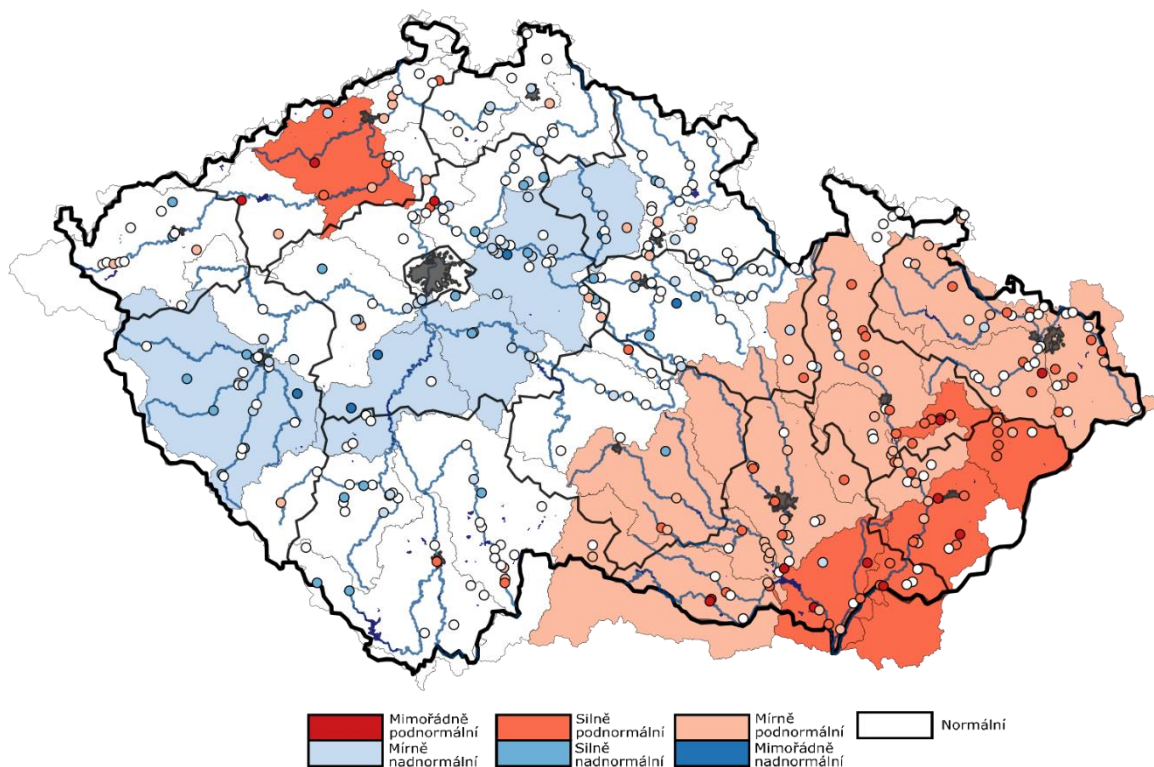 Mimořádně
podnormální
Silně
podnormální
Mírně
podnormální
Normální
Mírně
nadnormální
Silně
nadnormální
Mimořádně
nadnormální